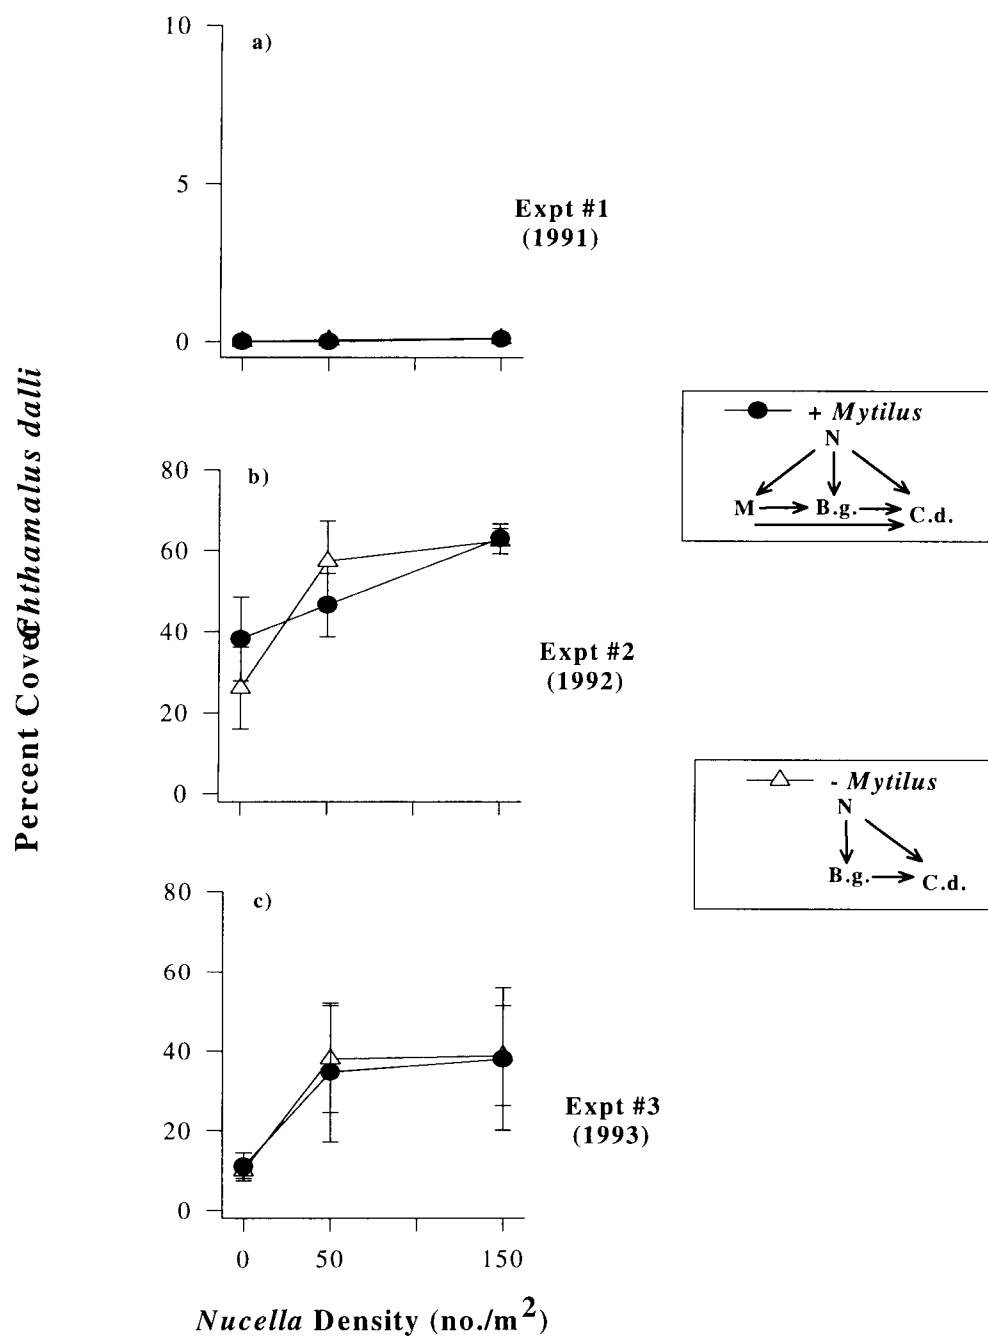 10
a)
5
Expt #1
(1991)
0
+ Mytilus
N
M B.g. C.d.
80
b)
60
40
Expt #2
(1992)
20
0
- Mytilus
N
B.g. C.d.
80
c)
60
40
Expt #3
(1993)
20
0
0 50 150
Nucella Density (no./m2)
Percent Cover Chthamalus dalli